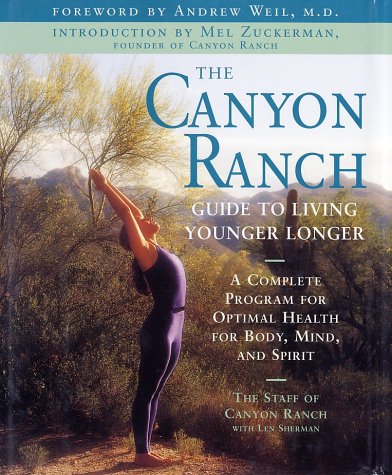 FOREWORD BY ANDREW WEIL, M.D.
INTRODUCTION BY MEL ZUCKERMAN,
FOUNDER OF CANYON RANCH
THE
CANYON
RANCH
GUIDE TO LIVING
YOUNGER LONGER
A COMPLETE
PROGRAM FOR
OPTIMAL HEALTH
FOR BODY, MIND,
AND SPIRIT
THE STAFF OF
CANYON RANCH
WITH LEN SHERMAN